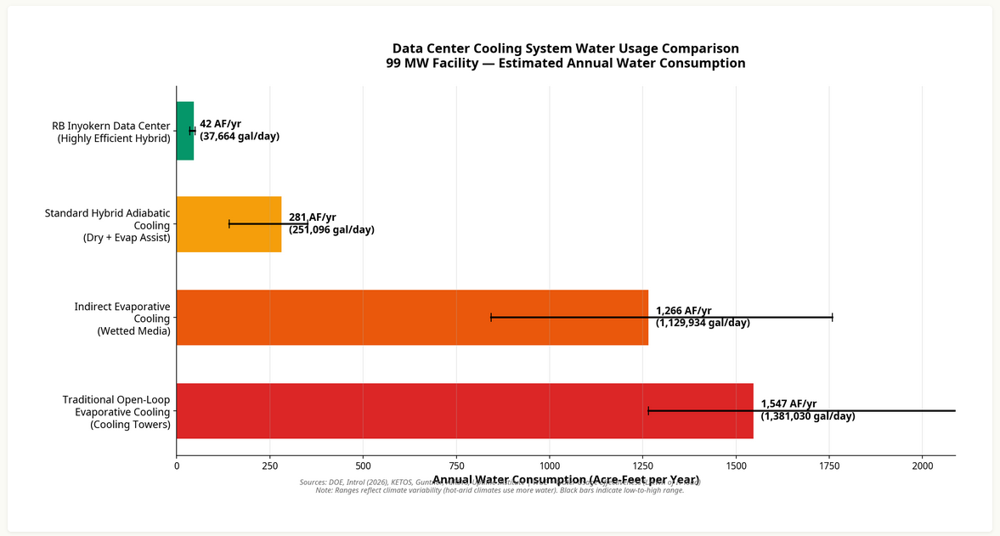 Data Center Cooling System Water Usage Comparison
99 MW Facility — Estimated Annual Water Consumption
RB Inyokern Data Center
(Highly Efficient Hybrid)
42 AF/yr
(37,664 gal/day)
Standard Hybrid Adiabatic
Cooling
(Dry + Evap Assist)
281 AF/yr
(251,096 gal/day)
Indirect Evaporative
Cooling
(Wetted Media)
1,266 AF/yr
(1,129,934 gal/day)
Traditional Open-Loop
Evaporative Cooling
(Cooling Towers)
1,547 AF/yr
(1,381,030 gal/day)
0 250 500 750 1000 1250 1500 1750 2000
Annual Water Consumption (Acre-Feet per Year)
Sources: DOE, Introl (2026), KETOS,
Note: Ranges reflect climate variability (hot-arid climates use more water). Black bars indicate low-to-high range.